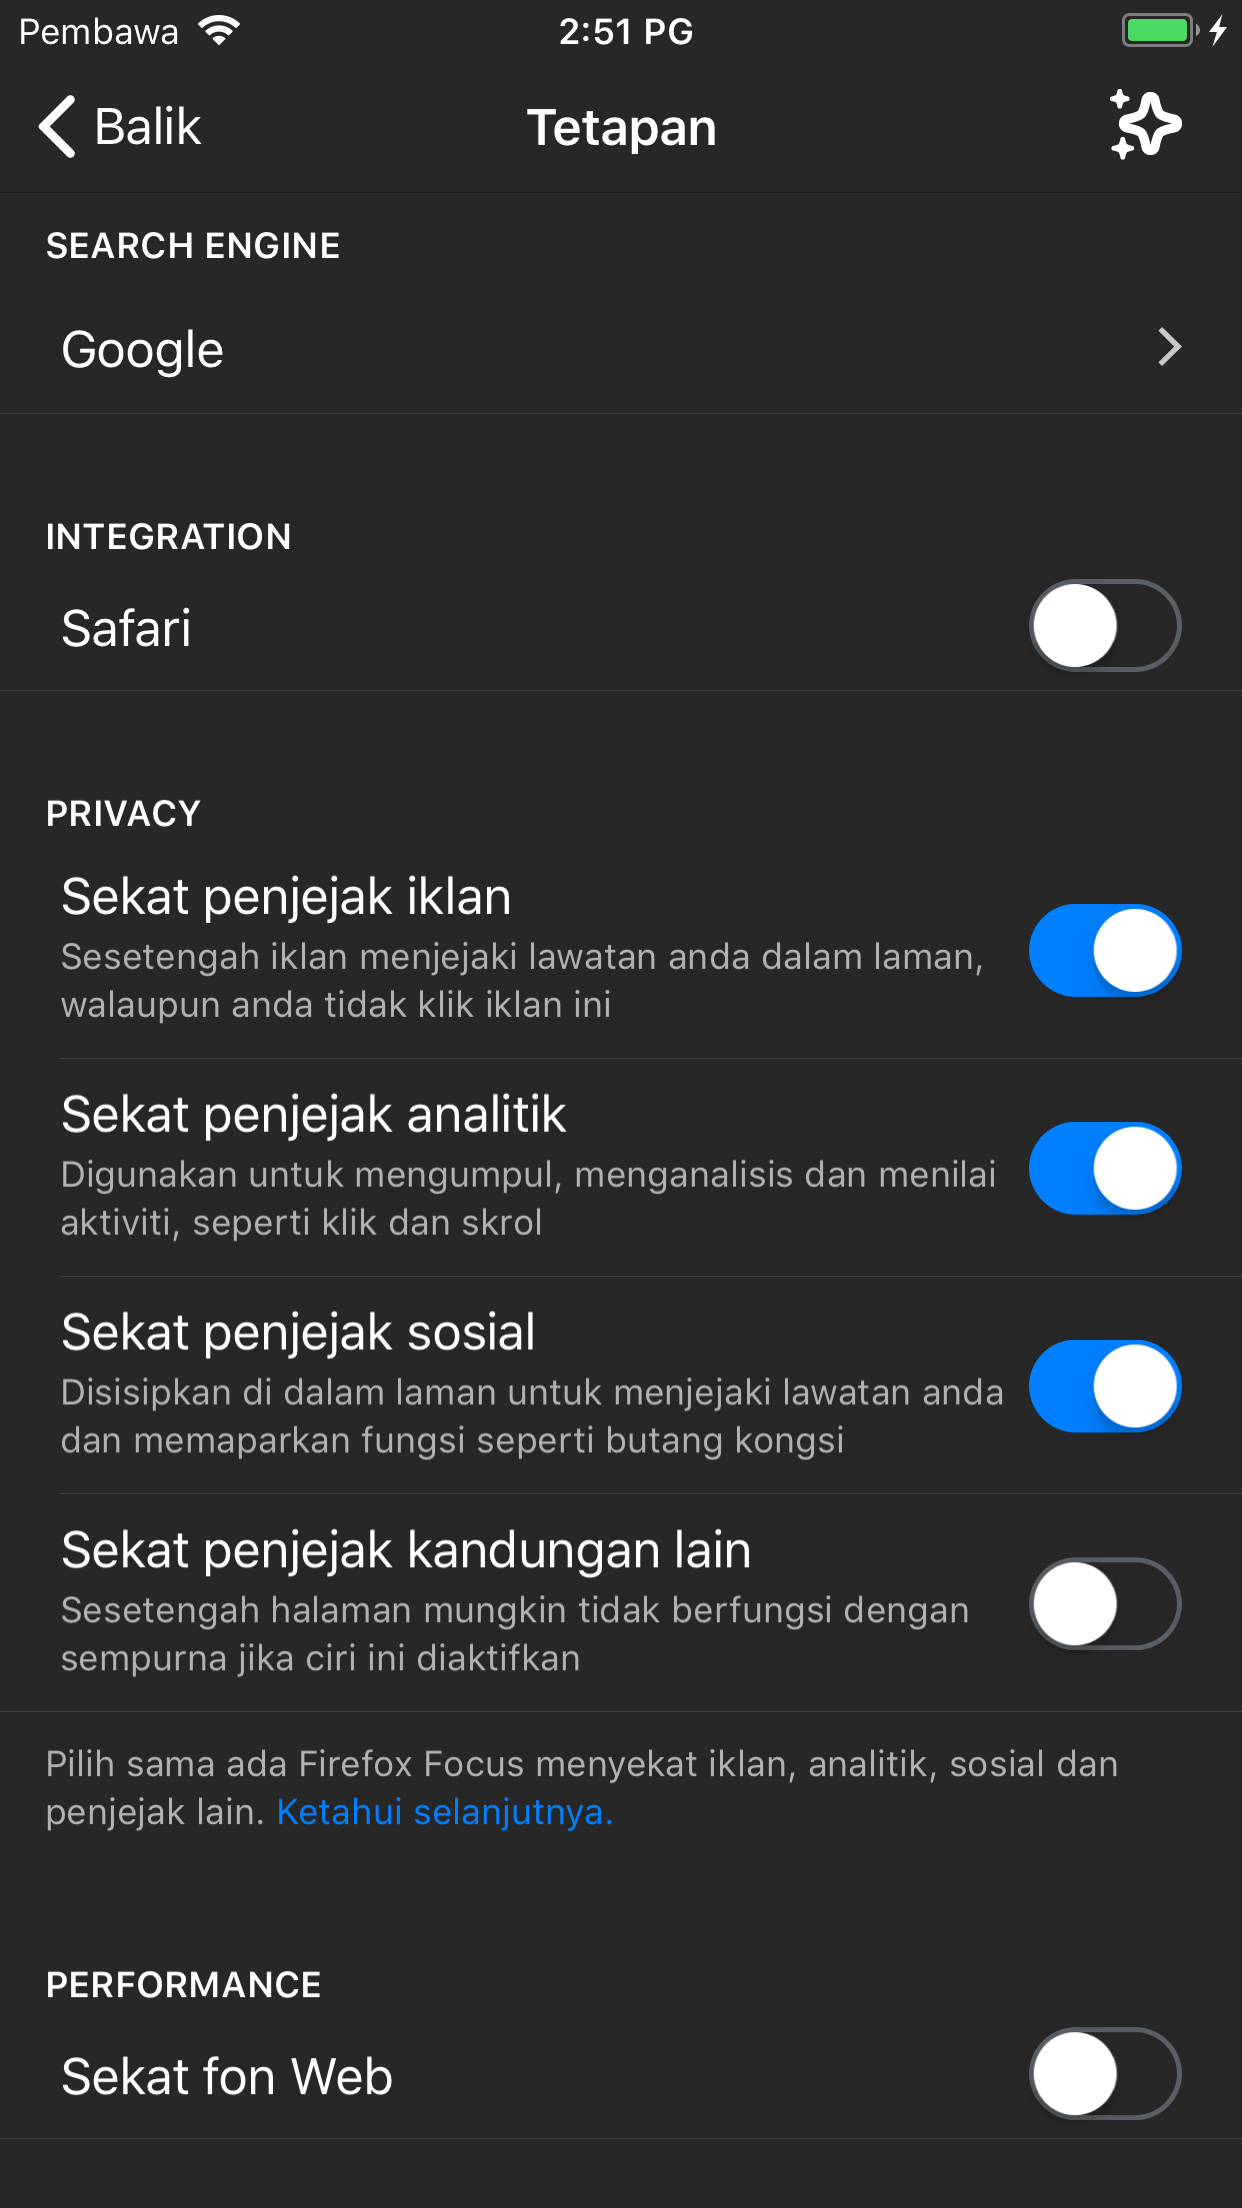 Pembawa
2:51 PG
Balik
Tetapan
SEARCH ENGINE
Google
INTEGRATION
Safari
PRIVACY
Sekat penjejak iklan
Sesetengah iklan menjejaki lawatan anda dalam laman,
walaupun anda tidak klik iklan ini
Sekat penjejak analitik
Digunakan untuk mengumpul, menganalisis dan menilai
aktiviti, seperti klik dan skrol
Sekat penjejak sosial
Disisipkan di dalam laman untuk menjejaki lawatan anda
dan memaparkan fungsi seperti butang kongsi
Sekat penjejak kandungan lain
Sesetengah halaman mungkin tidak berfungsi dengan
sempurna jika ciri ini diaktifkan
Pilih sama ada Firefox Focus menyekat iklan, analitik, sosial dan
penjejak lain. Ketahui selanjutnya.
PERFORMANCE
Sekat fon Web